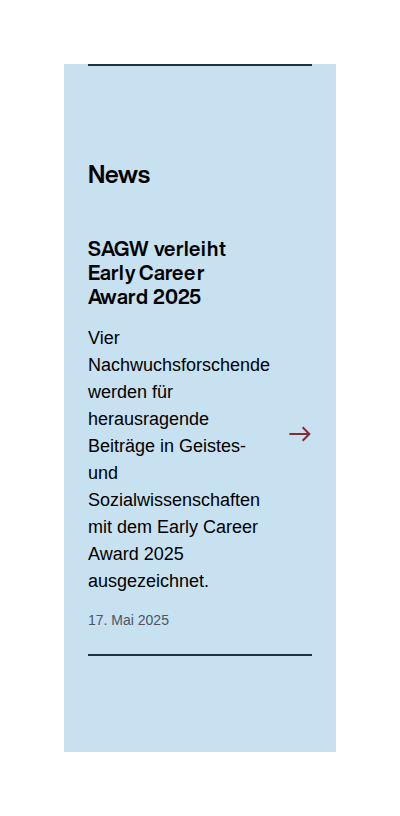 News
SAGW verleiht
Early Career
Award 2025
Vier
Nachwuchsforschende
werden für
herausragende
Beiträge in Geistes-
und
Sozialwissenschaften
mit dem Early Career
Award 2025
ausgezeichnet.
17. Mai 2025